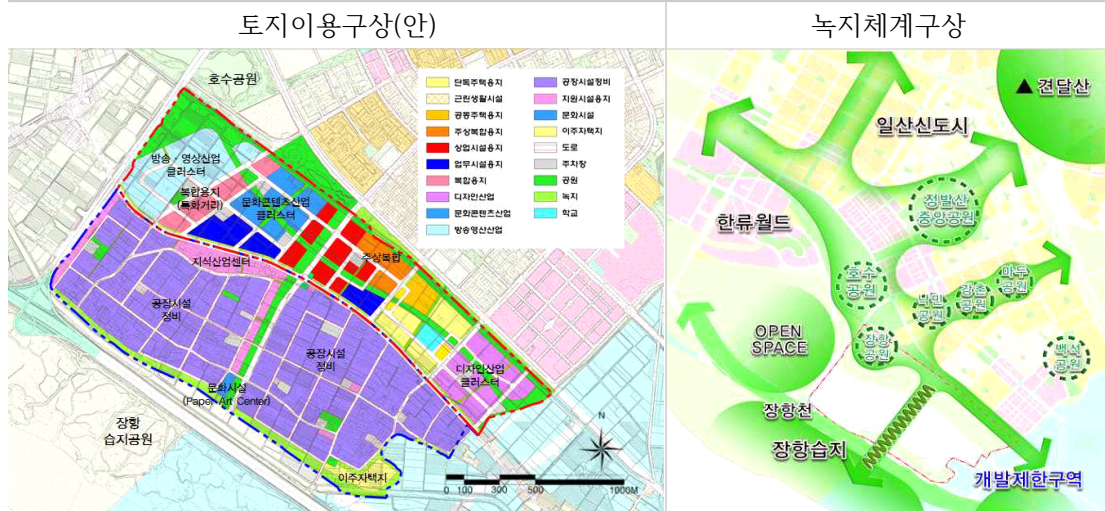 토지이용구상(안)
녹지체계구상
호수공원
방송·영상산업
클러스터
복합용지
(특화거리)
문화콘텐츠산업
클러스터
지식산업센터
주상복합
공장시설
정비
공장시설
정비
디자인산업
클러스터
문화시설
(Paper Art Center)
장항
습지공원
이주자택지
단독주택용지
근린생활시설
공동주택용지
주상복합용지
상업시설용지
업무시설용지
복합용지
디자인산업
문화콘텐츠산업
방송영상산업
공장시설정비
지원시설용지
문화시설
이주자택지
도로
주차장
공원
녹지
학교
N
0 100 300 500 1000M
▲ 견달산
일산신도시
정발산
중앙공원
한류월드
호수
공원
낙민
공원
강촌
공원
마두
공원
백석
공원
장항
공원
OPEN
SPACE
장항천
장항습지
개발제한구역